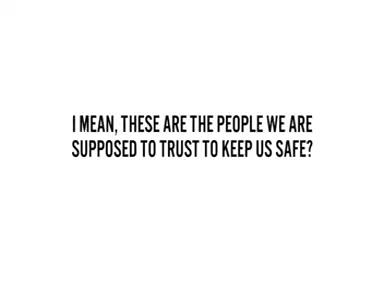 I MEAN, THESE ARE THE PEOPLE WE ARE
SUPPOSED TO TRUST TO KEEP US SAFE?